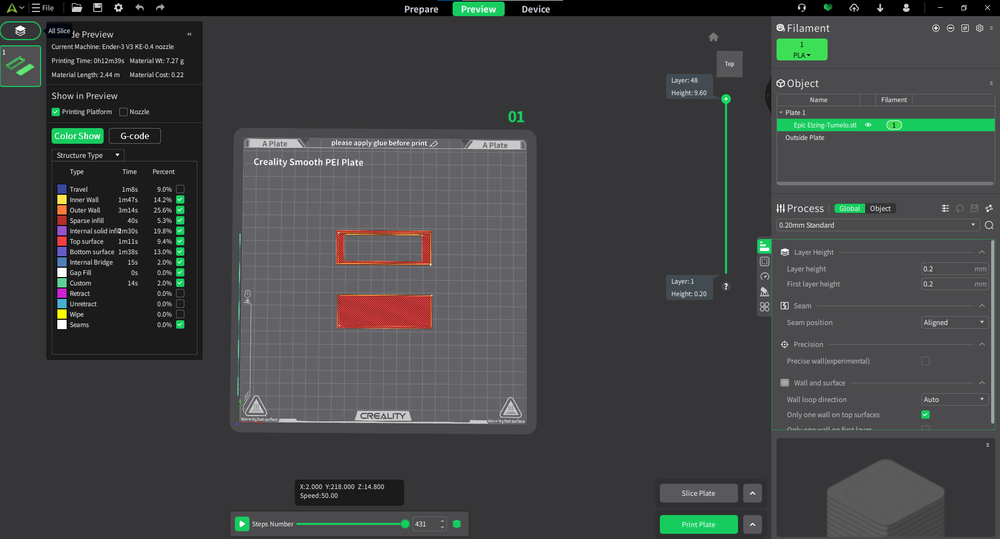 File
Prepare
Preview
Device
All Slice
de Preview
Current Machine: Ender-3 V3 KE-0.4 nozzle
Printing Time: 0h12m39s Material Wt: 7.27 g
Material Length: 2.44 m Material Cost: 0.22
Show in Preview
Printing Platform
Nozzle
Color Show
G-code
Structure Type
Type Time Percent
Travel 1m8s 9.0%
Inner Wall 1m47s 14.2%
Outer Wall 3m14s 25.6%
Sparse infill 40s 5.3%
Internal solid infill 2m30s 19.8%
Top surface 1m11s 9.4%
Bottom surface 1m38s 13.0%
Internal Bridge 15s 2.0%
Gap Fill 0s 0.0%
Custom 14s 2.0%
Retract 0.0%
Unretract 0.0%
Wipe 0.0%
Seams 0.0%
1
01
A Plate
please apply glue before print
A Plate
Creality Smooth PEI Plate
Warning hot surface
CREALITY
Warning hot surface
Top
Layer: 48
Height: 9.60
Layer: 1
Height: 0.20
?
X:2.000 Y:218.000 Z:14.800
Speed:50.00
Steps Number
431
Slice Plate
Print Plate
Filament
1
PLA
Object
Name
Filament
Plate 1
Epic Elzing-Tumelo.stl 1
Outside Plate
Process
Global
Object
0.20mm Standard
Layer Height
Layer height 0.2 mm
First layer height 0.2 mm
Seam
Seam position Aligned
Precision
Precise wall(experimental)
Wall and surface
Wall loop direction Auto
Only one wall on top surfaces
Only one wall on first layer